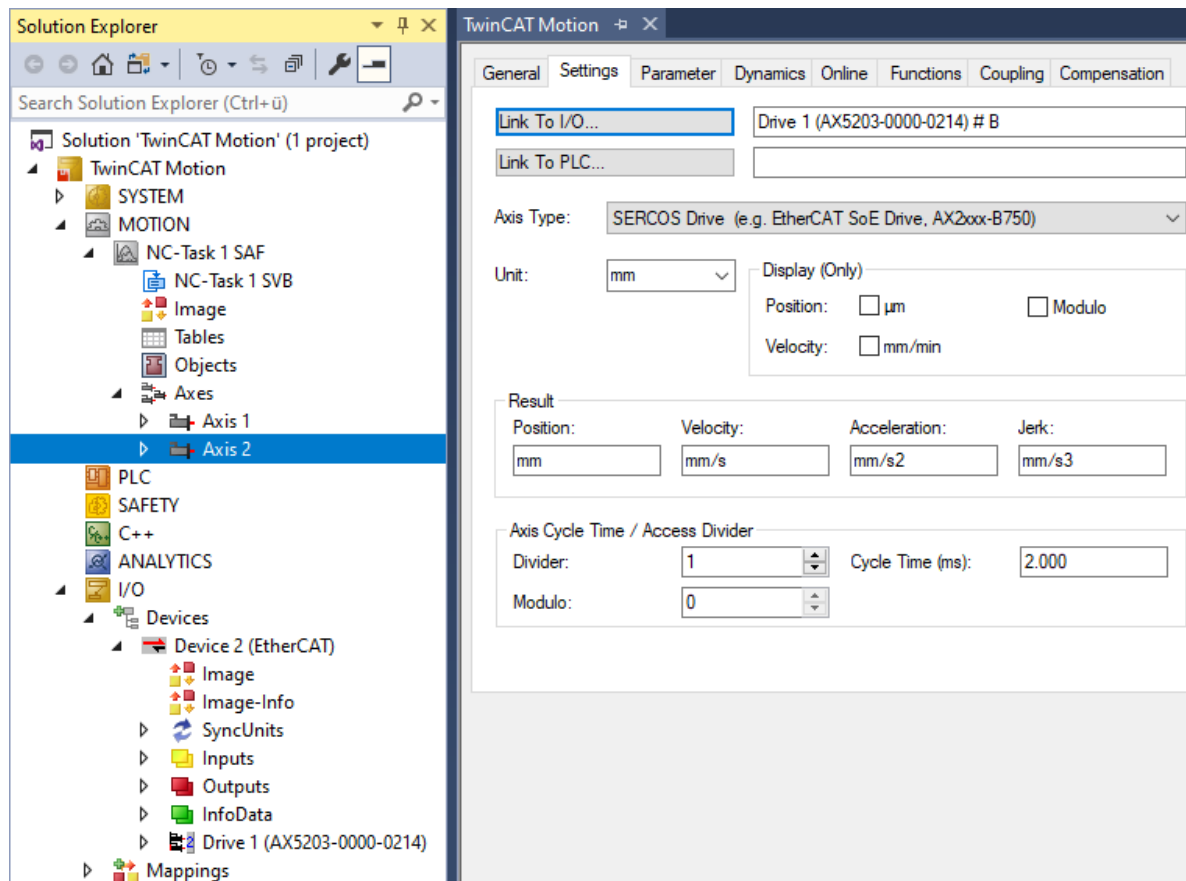 Solution Explorer
Search Solution Explorer (Ctrl+ü)
Solution 'TwinCAT Motion' (1 project)
TwinCAT Motion
SYSTEM
MOTION
NC-Task 1 SAF
NC-Task 1 SVB
Image
Tables
Objects
Axes
Axis 1
Axis 2
PLC
SAFETY
C++
ANALYTICS
I/O
Devices
Device 2 (EtherCAT)
Image
Image-Info
SyncUnits
Inputs
Outputs
InfoData
Drive 1 (AX5203-0000-0214)
Mappings
TwinCAT Motion
General Settings Parameter Dynamics Online Functions Coupling Compensation
Link To I/O... Drive 1 (AX5203-0000-0214) # B
Link To PLC...
Axis Type: SERCOS Drive (e.g. EtherCAT SoE Drive, AX2xxx-B750)
Unit: mm Display (Only)
Position: µm Modulo
Velocity: mm/min
Result
Position: Velocity: Acceleration: Jerk:
mm mm/s mm/s2 mm/s3
Axis Cycle Time / Access Divider
Divider: 1 Cycle Time (ms): 2.000
Modulo: 0